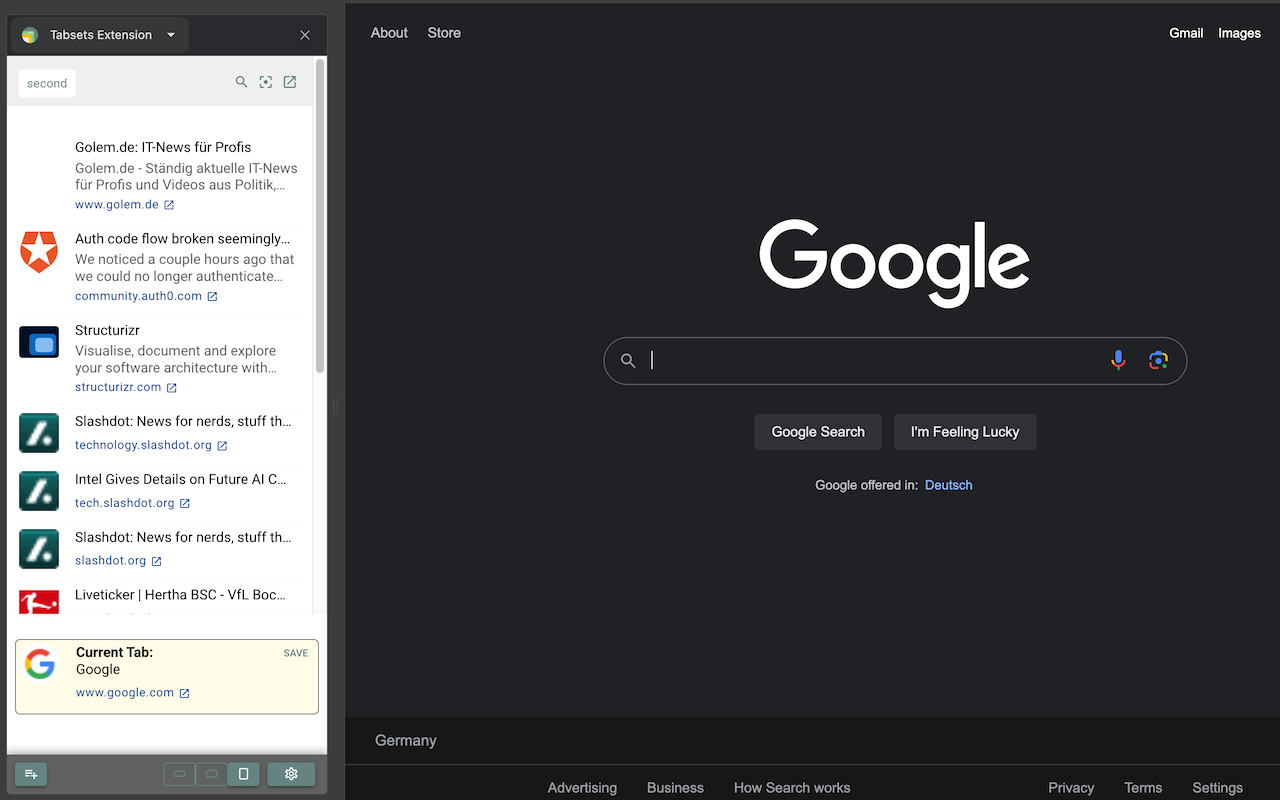 Tabsets Extension
second
Golem.de: IT-News für Profis
Golem.de - Ständig aktuelle IT-News
für Profis und Videos aus Politik,...
www.golem.de
Auth code flow broken seemingly...
We noticed a couple hours ago that
we could no longer authenticate...
community.auth0.com
Structurizr
Visualise, document and explore
your software architecture with...
structurizr.com
Slashdot: News for nerds, stuff th...
technology.slashdot.org
Intel Gives Details on Future AI C...
tech.slashdot.org
Slashdot: News for nerds, stuff th...
slashdot.org
Liveticker | Hertha BSC - VfL Boc...
Current Tab:
SAVE
Google
www.google.com
About Store
Gmail Images
Google
Google Search I'm Feeling Lucky
Google offered in: Deutsch
Germany
Advertising Business How Search works
Privacy Terms Settings